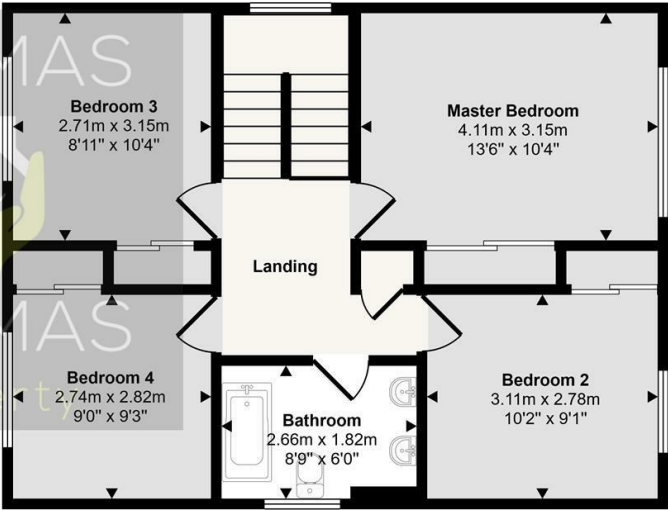 MAS
Bedroom 3
2.71m x 3.15m
8'11" x 10'4"
Master Bedroom
4.11m x 3.15m
13'6" x 10'4"
Landing
MAS
erty
Bedroom 4
2.74m x 2.82m
9'0" x 9'3"
Bathroom
2.66m x 1.82m
8'9" x 6'0"
Bedroom 2
3.11m x 2.78m
10'2" x 9'1"